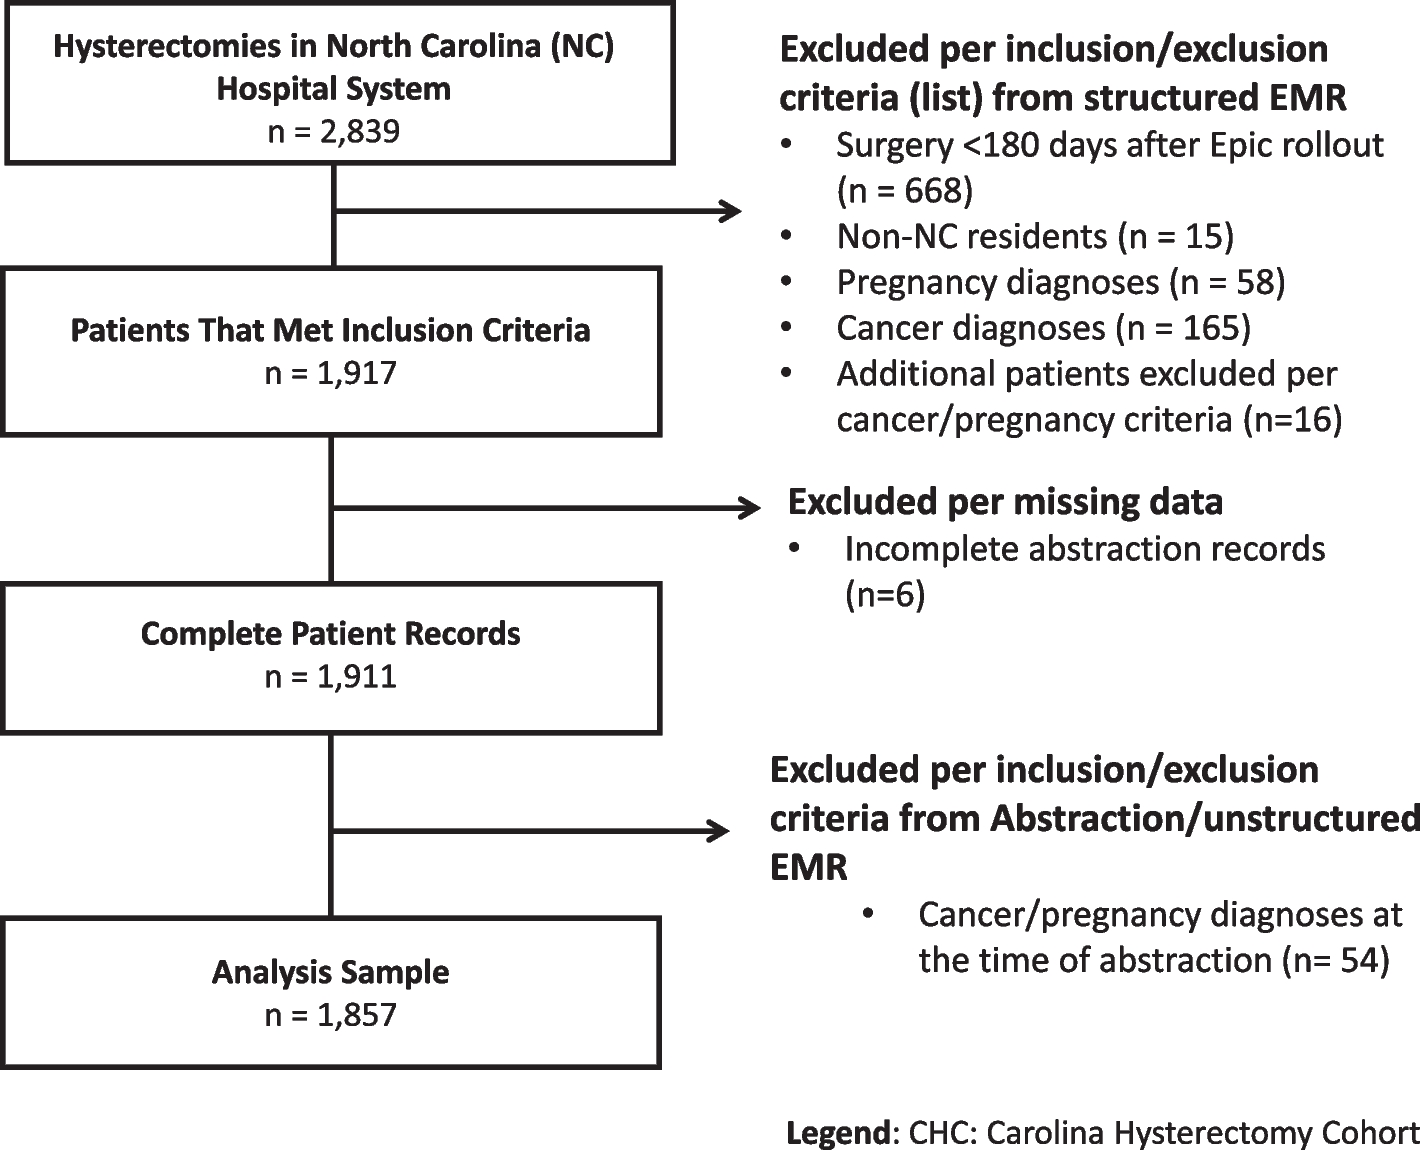 Hysterectomies in North Carolina (NC)
Hospital System
n = 2,839
Excluded per inclusion/exclusion
criteria (list) from structured EMR
• Surgery <180 days after Epic rollout
(n = 668)
• Non-NC residents (n = 15)
• Pregnancy diagnoses (n = 58)
• Cancer diagnoses (n = 165)
• Additional patients excluded per
cancer/pregnancy criteria (n=16)
Patients That Met Inclusion Criteria
n = 1,917
Excluded per missing data
• Incomplete abstraction records
(n=6)
Complete Patient Records
n = 1,911
Excluded per inclusion/exclusion
criteria from Abstraction/unstructured
EMR
• Cancer/pregnancy diagnoses at
the time of abstraction (n= 54)
Analysis Sample
n = 1,857
Legend: CHC: Carolina Hysterectomy Cohort